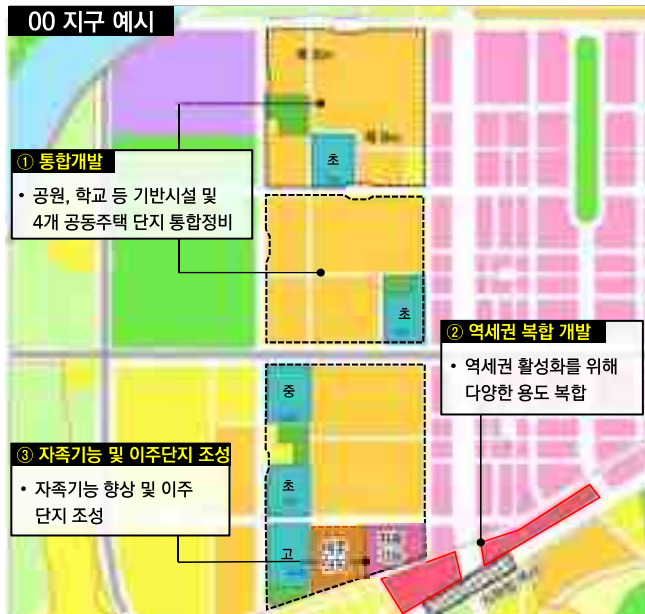 00 지구 예시
① 통합개발
• 공원, 학교 등 기반시설 및
4개 공동주택 단지 통합정비
초
초
② 역세권 복합 개발
• 역세권 활성화를 위해
다양한 용도 복합
중
③ 자족기능 및 이주단지 조성
• 자족기능 향상 및 이주
단지 조성
초
고